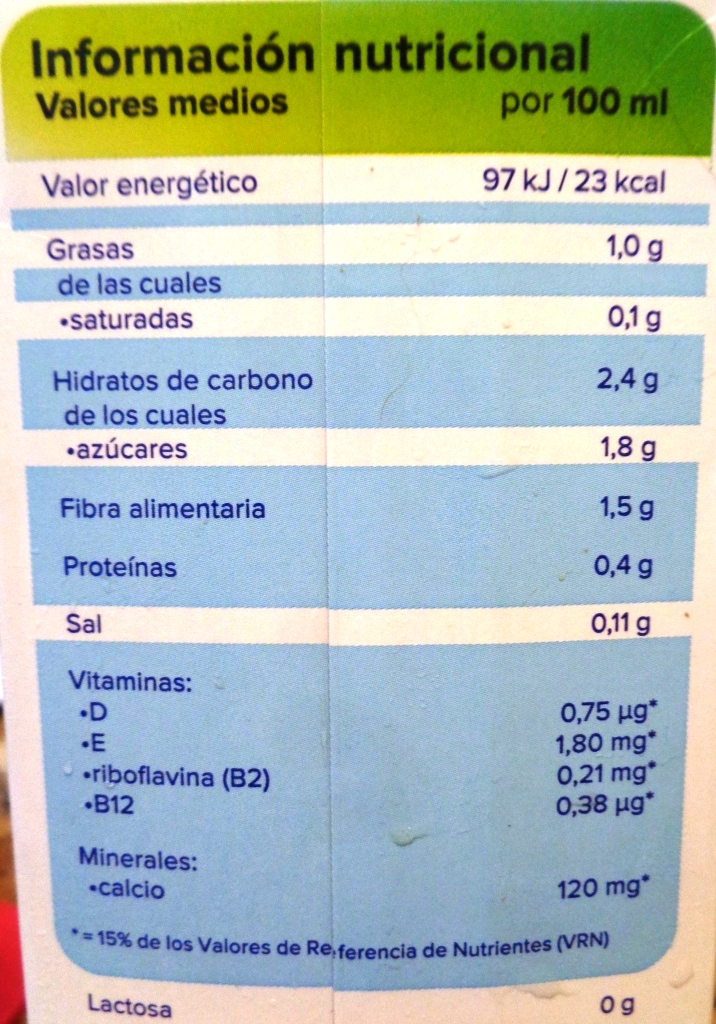 Información nutricional
Valores medios por 100 ml
Valor energético 97 kJ / 23 kcal
Grasas 1,0 g
de las cuales
•saturadas 0,1 g
Hidratos de carbono 2,4 g
de los cuales
•azúcares 1,8 g
Fibra alimentaria 1,5 g
Proteínas 0,4 g
Sal 0,11 g
Vitaminas:
•D 0,75 µg*
•E 1,80 mg*
•riboflavina (B2) 0,21 mg*
•B12 0,38 µg*
Minerales:
•calcio 120 mg*
*= 15% de los Valores de Referencia de Nutrientes (VRN)
Lactosa 0 g